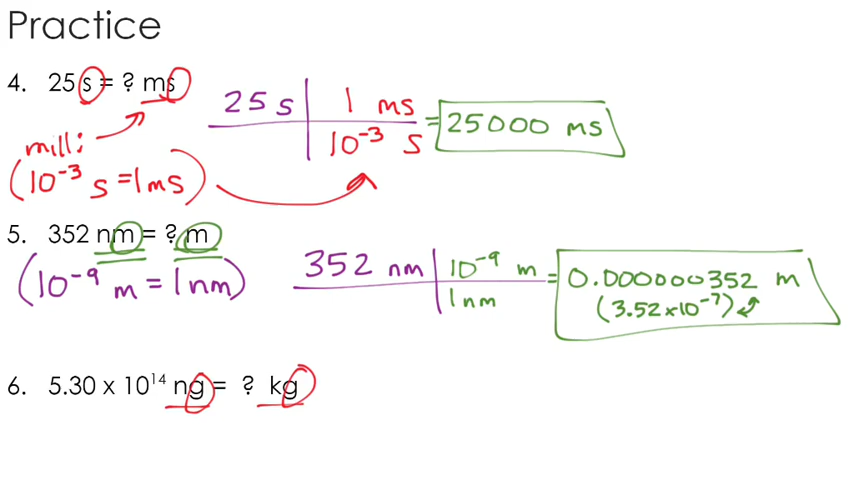 Practice
4. 25 s = ? ms
25 s | 1 ms = 25000 ms
10⁻³ s
milli
(10⁻³ s = 1 ms)
5. 352 nm = ? m
(10⁻⁹ m = 1 nm)
352 nm | 10⁻⁹ m = 0.000000352 m
1 nm
(3.52 x 10⁻⁷)
6. 5.30 x 10¹⁴ ng = ? kg